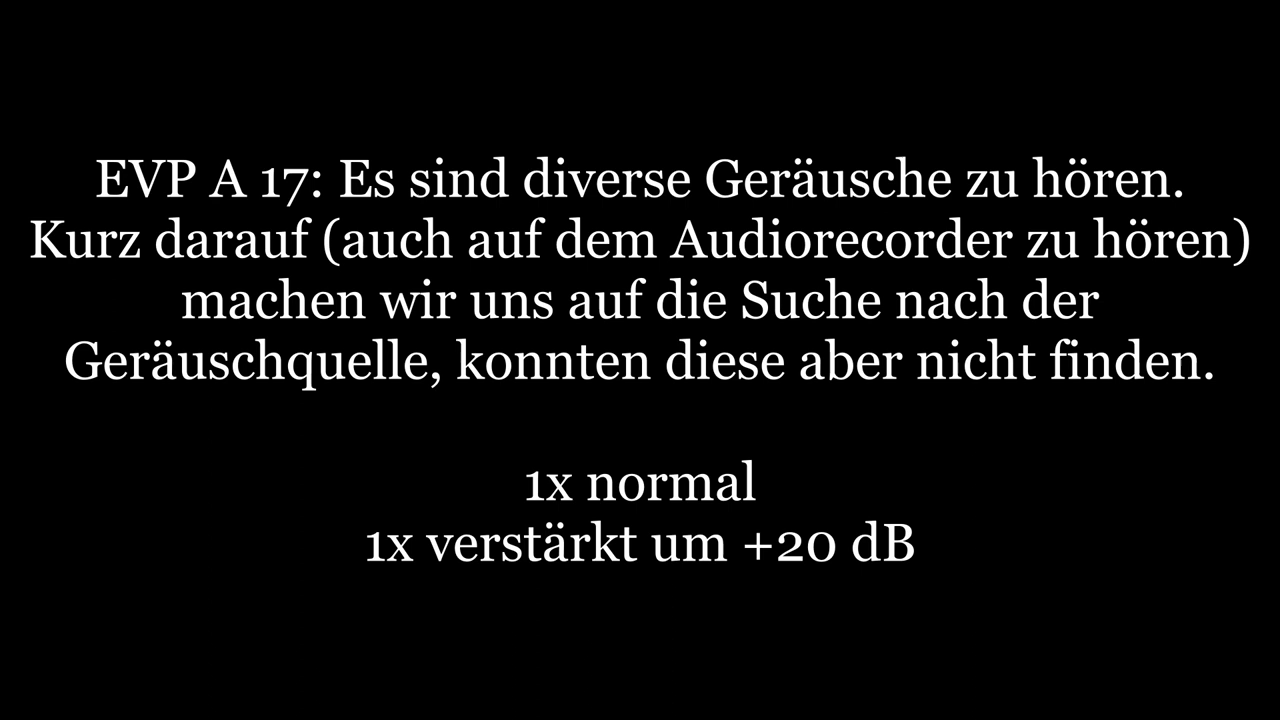 EVP A 17: Es sind diverse Geräusche zu hören.
Kurz darauf (auch auf dem Audiorecorder zu hören)
machen wir uns auf die Suche nach der
Geräuschquelle, konnten diese aber nicht finden.
1x normal
1x verstärkt um +20 dB